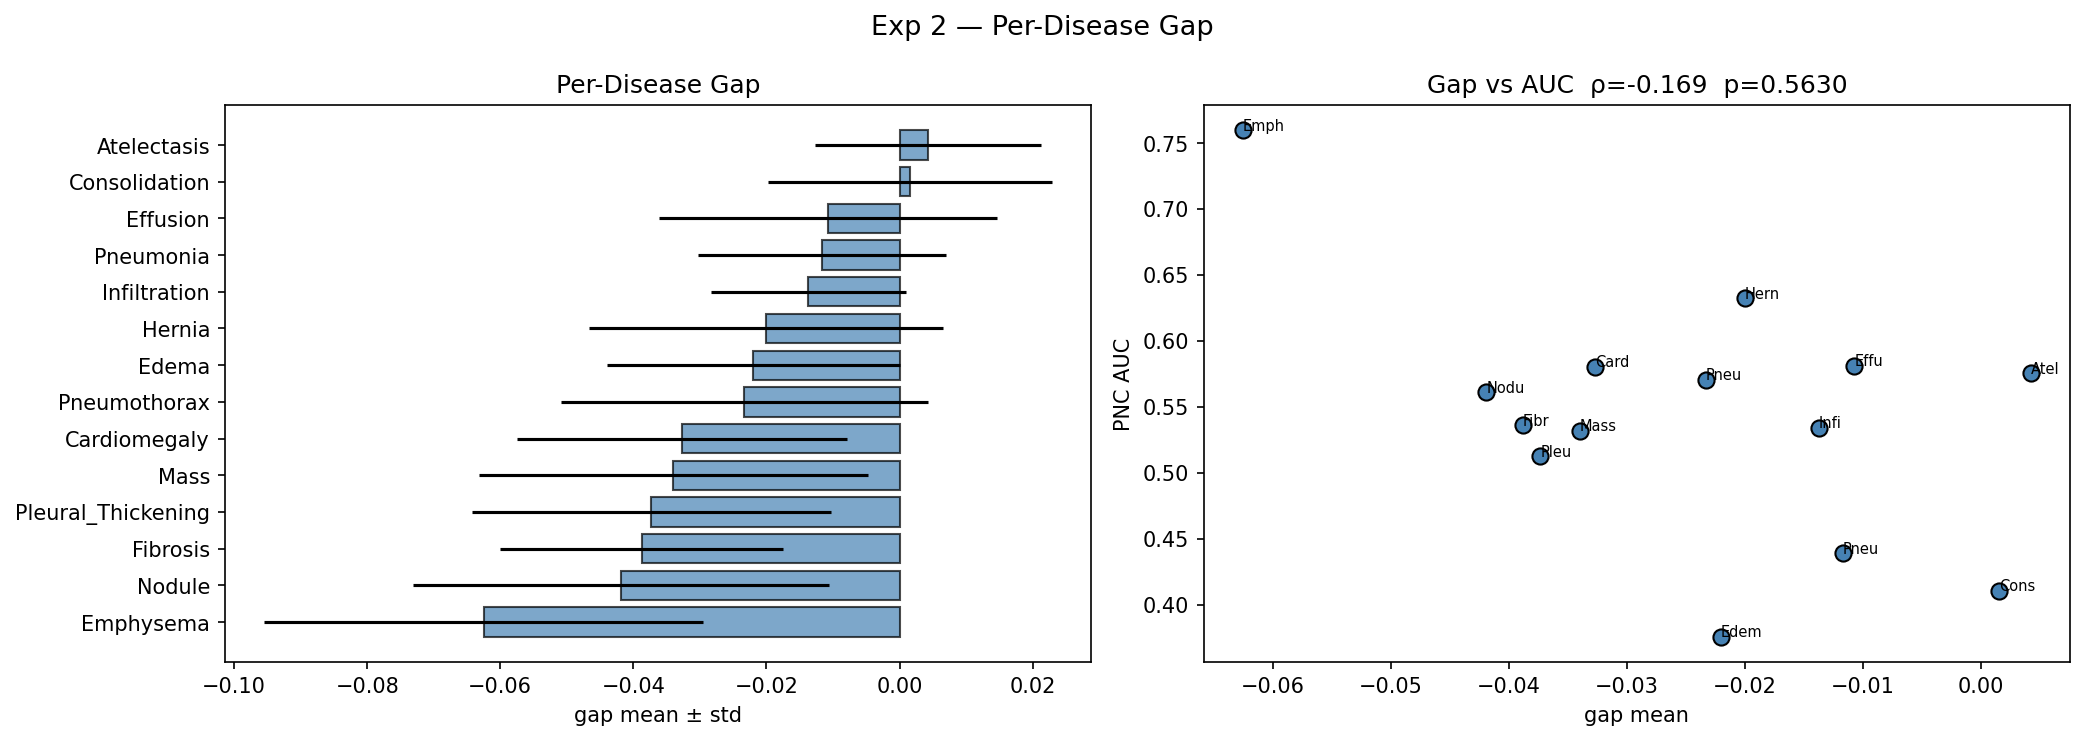 Exp 2 — Per-Disease Gap
Per-Disease Gap
Atelectasis
Consolidation
Effusion
Pneumonia
Infiltration
Hernia
Edema
Pneumothorax
Cardiomegaly
Mass
Pleural_Thickening
Fibrosis
Nodule
Emphysema
−0.10 −0.08 −0.06 −0.04 −0.02 0.00 0.02
gap mean ± std
Gap vs AUC ρ=-0.169 p=0.5630
PNC AUC
0.75
0.70
0.65
0.60
0.55
0.50
0.45
0.40
Emph
Hern
Card
Effu
Pneu
Atel
Nodu
Fibr
Mass
Infi
Pleu
Pneu
Cons
Edem
−0.06 −0.05 −0.04 −0.03 −0.02 −0.01 0.00
gap mean